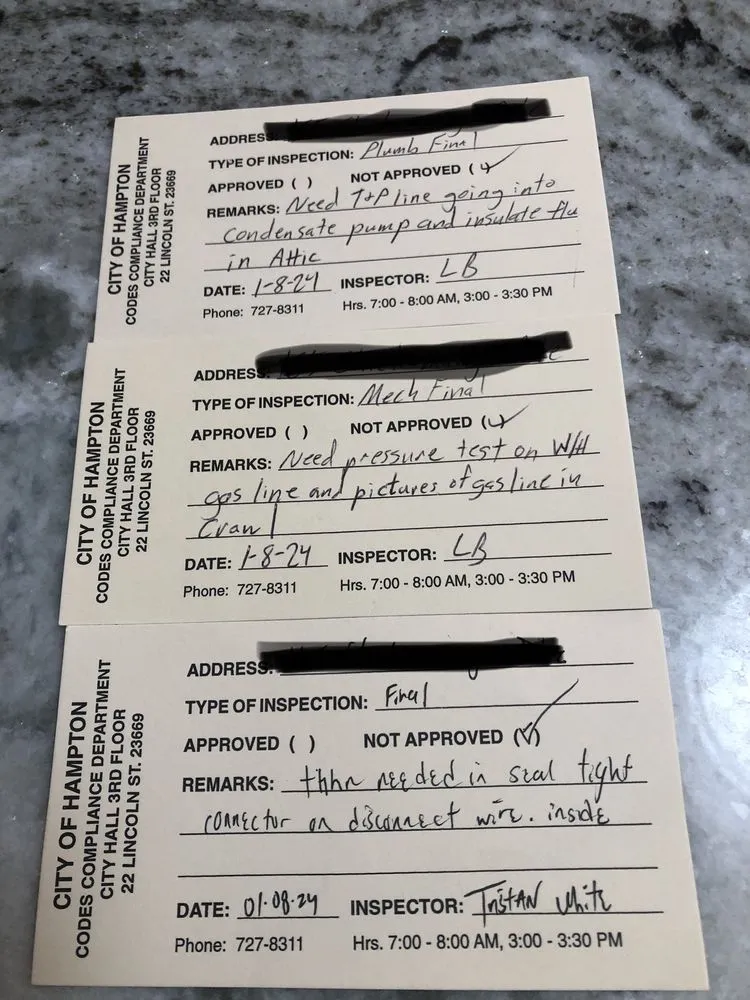 CITY OF HAMPTON
CODES COMPLIANCE DEPARTMENT
CITY HALL 3RD FLOOR
22 LINCOLN ST. 23669
ADDRESS:
TYPE OF INSPECTION: Plumb Final
APPROVED ( ) NOT APPROVED (✓)
REMARKS: Need T+P line going into
condensate pump and insulate flu
in Attic
DATE: 1-8-24 INSPECTOR: LB
Phone: 727-8311 Hrs. 7:00 - 8:00 AM, 3:00 - 3:30 PM
CITY OF HAMPTON
CODES COMPLIANCE DEPARTMENT
CITY HALL 3RD FLOOR
22 LINCOLN ST. 23669
ADDRESS:
TYPE OF INSPECTION: Mech Final
APPROVED ( ) NOT APPROVED (✓)
REMARKS: Need pressure test on W/H
gas line and pictures of gas line in
Crawl
DATE: 1-8-24 INSPECTOR: LB
Phone: 727-8311 Hrs. 7:00 - 8:00 AM, 3:00 - 3:30 PM
CITY OF HAMPTON
CODES COMPLIANCE DEPARTMENT
CITY HALL 3RD FLOOR
22 LINCOLN ST. 23669
ADDRESS:
TYPE OF INSPECTION: Final
APPROVED ( ) NOT APPROVED (✓)
REMARKS: thhn needed in seal tight
connector on disconnect wire. inside
DATE: 01-08-24 INSPECTOR: Tristan White
Phone: 727-8311 Hrs. 7:00 - 8:00 AM, 3:00 - 3:30 PM